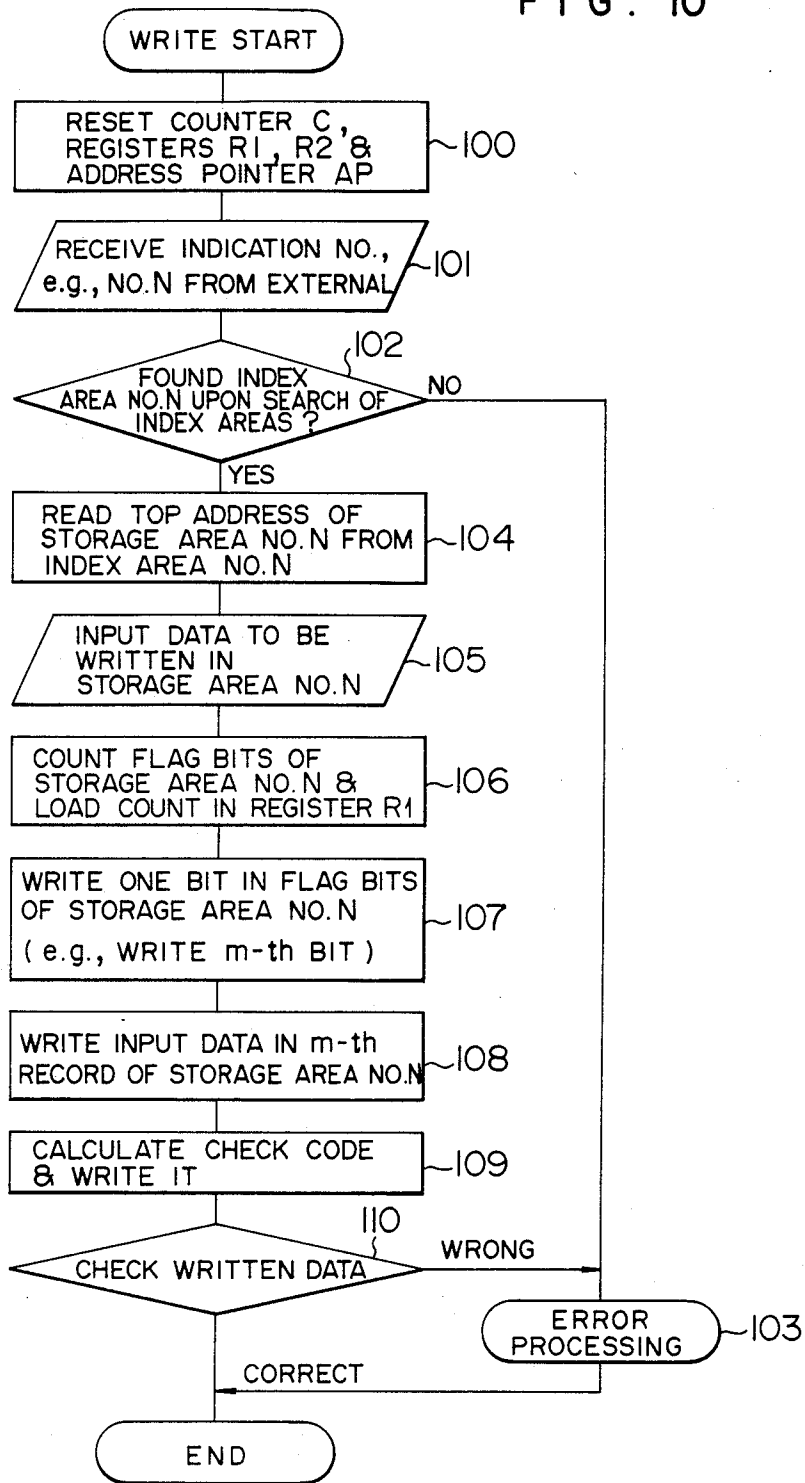 FIG. 10
WRITE START
RESET COUNTER C,
REGISTERS R1, R2 &
ADDRESS POINTER AP
100
RECEIVE INDICATION NO.,
e.g., NO.N FROM EXTERNAL
101
102
FOUND INDEX
AREA NO.N UPON SEARCH OF
INDEX AREAS ?
NO
YES
READ TOP ADDRESS OF
STORAGE AREA NO.N FROM
INDEX AREA NO.N
104
INPUT DATA TO BE
WRITTEN IN
STORAGE AREA NO.N
105
COUNT FLAG BITS OF
STORAGE AREA NO.N &
LOAD COUNT IN REGISTER R1
106
WRITE ONE BIT IN FLAG BITS
OF STORAGE AREA NO.N
(e.g., WRITE m-th BIT)
107
WRITE INPUT DATA IN m-th
RECORD OF STORAGE AREA NO.N
108
CALCULATE CHECK CODE
& WRITE IT
109
110
CHECK WRITTEN DATA
WRONG
ERROR
PROCESSING
103
CORRECT
END